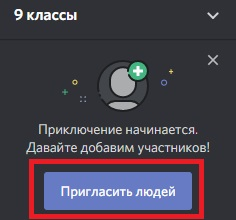 9 классы
Приключение начинается.
Давайте добавим участников!
Пригласить людей